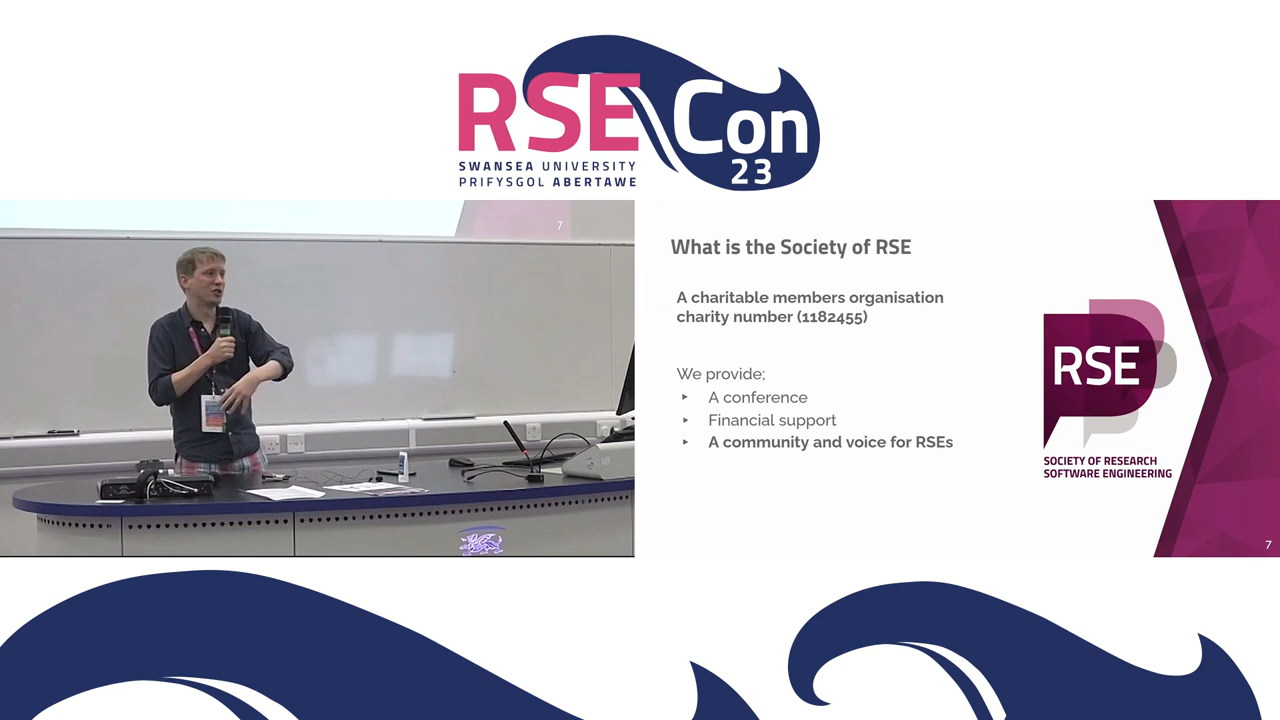 RSE Con
23
SWANSEA UNIVERSITY
PRIFYSGOL ABERTAWE
7
What is the Society of RSE
A charitable members organisation
charity number (1182455)
We provide;
‣ A conference
‣ Financial support
‣ A community and voice for RSEs
RSE
SOCIETY OF RESEARCH
SOFTWARE ENGINEERING
7